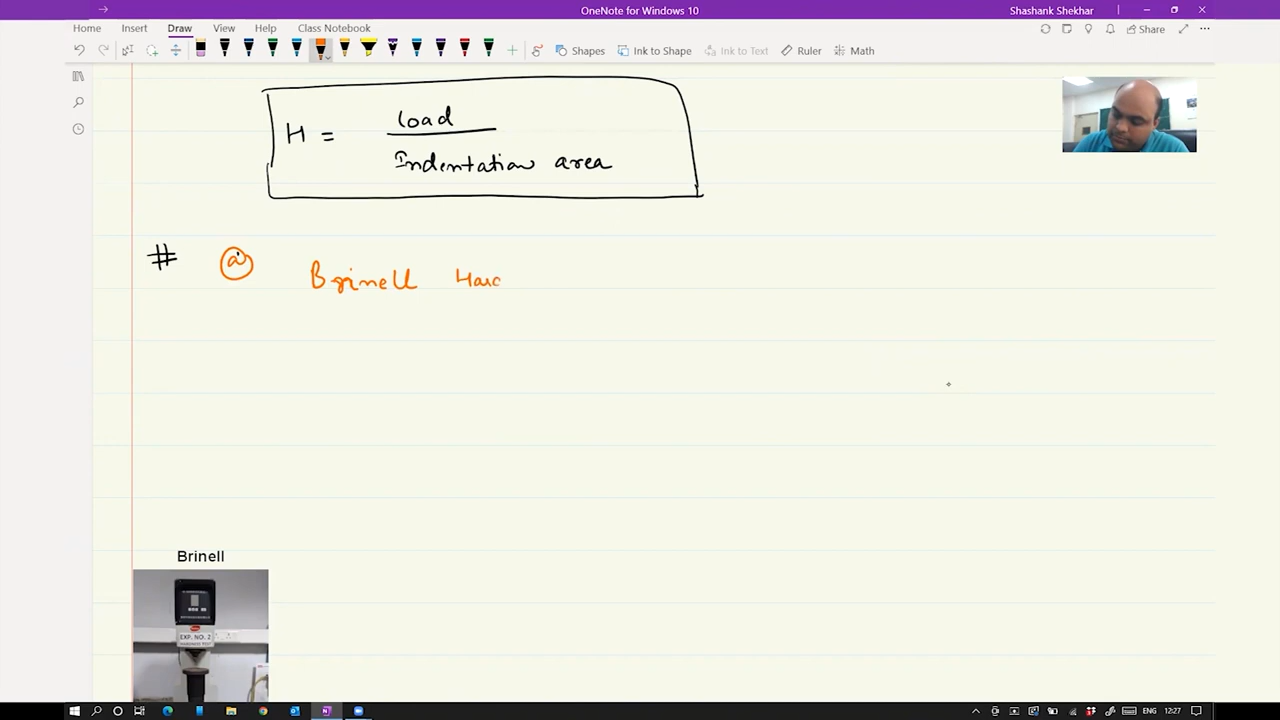 OneNote for Windows 10
Shashank Shekhar
Home Insert Draw View Help Class Notebook
Share
Shapes Ink to Shape Ink to Text Ruler Math
H = load
Indentation area
# a Brinell Hard
Brinell
EXP. NO. 2
ENG 12:27